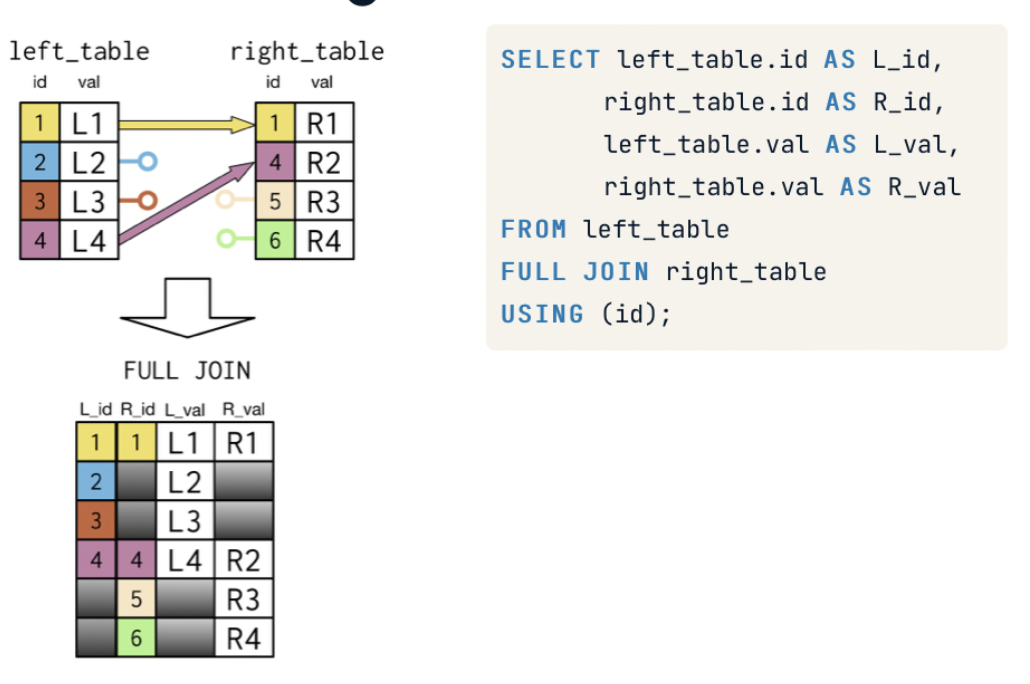 left_table right_table
id val id val
1 L1 1 R1
2 L2 4 R2
3 L3 5 R3
4 L4 6 R4
FULL JOIN
L_id R_id L_val R_val
1 1 L1 R1
2 L2
3 L3
4 4 L4 R2
5 R3
6 R4
SELECT left_table.id AS L_id,
right_table.id AS R_id,
left_table.val AS L_val,
right_table.val AS R_val
FROM left_table
FULL JOIN right_table
USING (id);